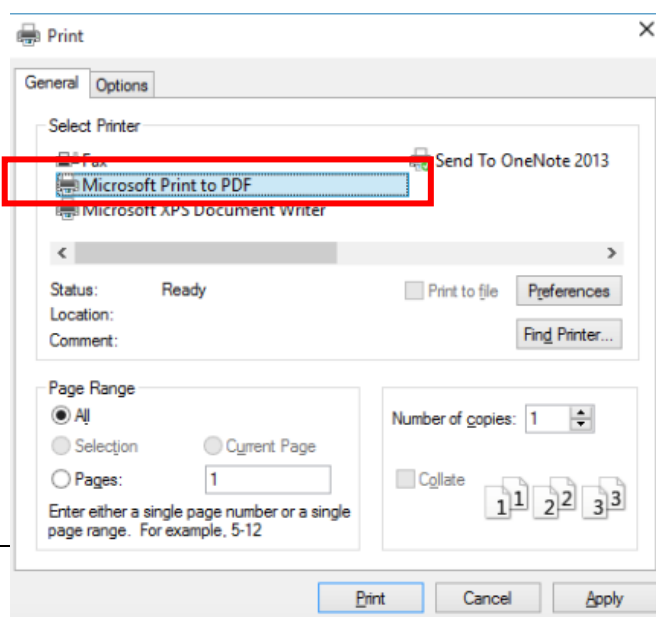 Print
General Options
Select Printer
Fax Send To OneNote 2013
Microsoft Print to PDF
Microsoft XPS Document Writer
Status: Ready Print to file Preferences
Location:
Comment: Find Printer...
Page Range
All Number of copies: 1
Selection Current Page
Pages: 1 Collate
1 1 2 2 3 3
Enter either a single page number or a single
page range. For example, 5-12
Print Cancel Apply